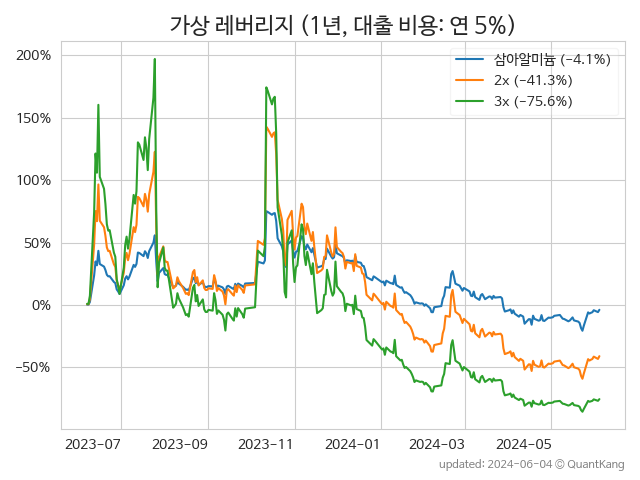 가상 레버리지 (1년, 대출 비용: 연 5%)
200%
150%
100%
50%
0%
−50%
삼아알미늄 (−4.1%)
2x (−41.3%)
3x (−75.6%)
2023-07 2023-09 2023-11 2024-01 2024-03 2024-05
updated: 2024-06-04 © QuantKang